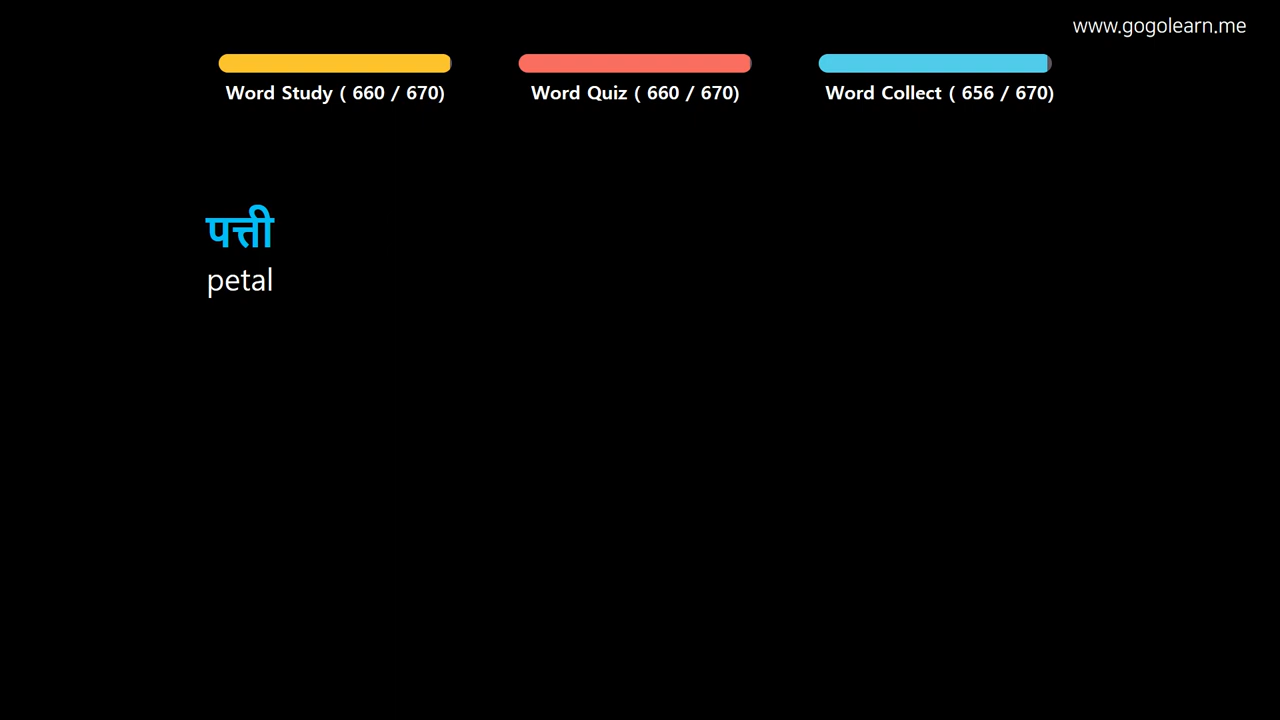 www.gogolearn.me
Word Study ( 660 / 670)
Word Quiz ( 660 / 670)
Word Collect ( 656 / 670)
पत्ती
petal